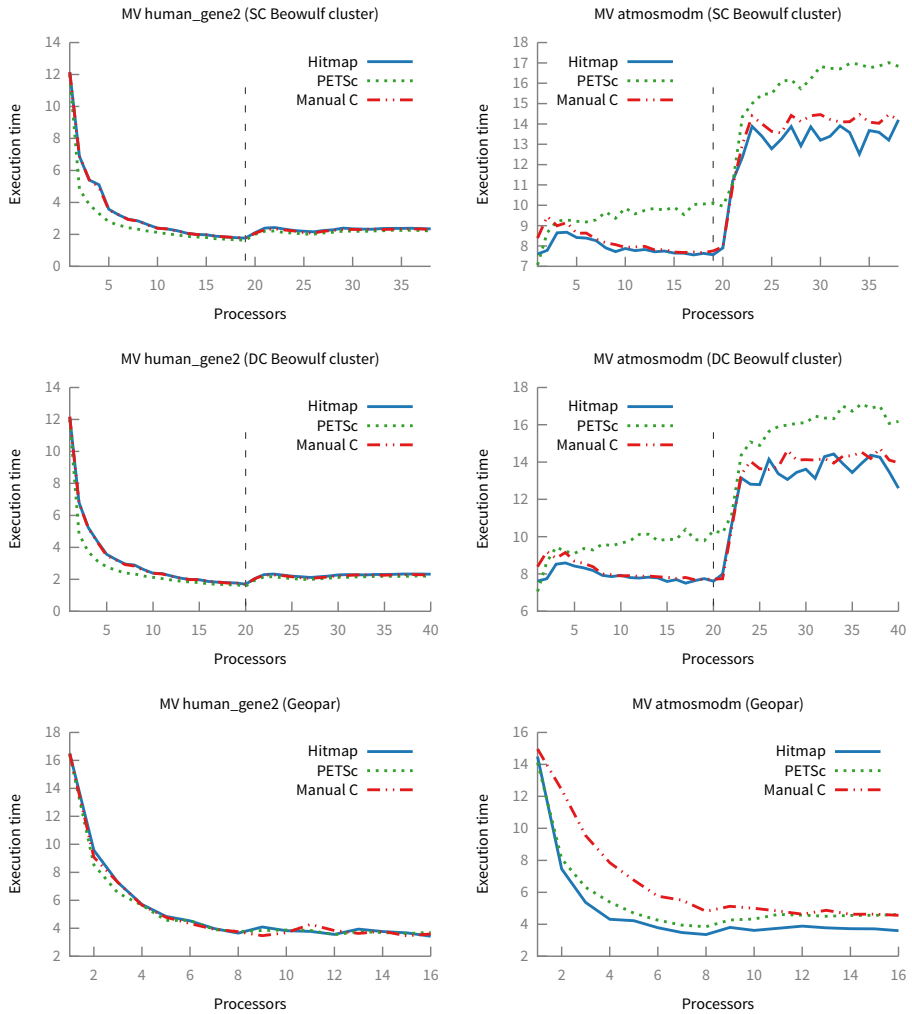 MV human_gene2 (SC Beowulf cluster)
14
12
10
8
6
4
2
0
Execution time
Hitmap
PETSc
Manual C
5 10 15 20 25 30 35
Processors
MV atmosmodm (SC Beowulf cluster)
18
17
16
15
14
13
12
11
10
9
8
7
Execution time
Hitmap
PETSc
Manual C
5 10 15 20 25 30 35
Processors
MV human_gene2 (DC Beowulf cluster)
14
12
10
8
6
4
2
0
Execution time
Hitmap
PETSc
Manual C
5 10 15 20 25 30 35 40
Processors
MV atmosmodm (DC Beowulf cluster)
18
16
14
12
10
8
6
Execution time
Hitmap
PETSc
Manual C
5 10 15 20 25 30 35 40
Processors
MV human_gene2 (Geopar)
18
16
14
12
10
8
6
4
2
Execution time
Hitmap
PETSc
Manual C
2 4 6 8 10 12 14 16
Processors
MV atmosmodm (Geopar)
16
14
12
10
8
6
4
2
Execution time
Hitmap
PETSc
Manual C
2 4 6 8 10 12 14 16
Processors